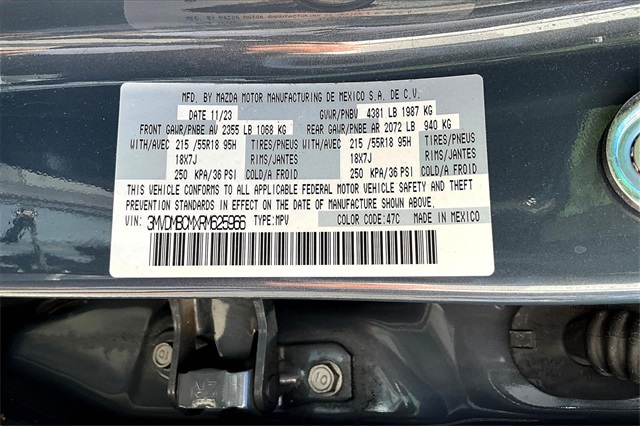 MFD. BY MAZDA MOTOR MANUFACTURING DE MEXICO S.A. DE C.V.
DATE 11/23 GVWR/PNBV 4381 LB 1987 KG
FRONT GAWR/PNBE AV 2355 LB 1068 KG REAR GAWR/PNBE AR 2072 LB 940 KG
WITH/AVEC 215 /55R18 95H TIRES/PNEUS WITH/AVEC 215 /55R18 95H TIRES/PNEUS
18X7J RIMS/JANTES 18X7J RIMS/JANTES
250 KPA/36 PSI COLD/A FROID 250 KPA/36 PSI COLD/A FROID
THIS VEHICLE CONFORMS TO ALL APPLICABLE FEDERAL MOTOR VEHICLE SAFETY AND THEFT
PREVENTION STANDARDS IN EFFECT ON THE DATE OF MANUFACTURE SHOWN ABOVE.
VIN: 3MVDMBCMXRM625966 TYPE:MPV COLOR CODE:47C MADE IN MEXICO